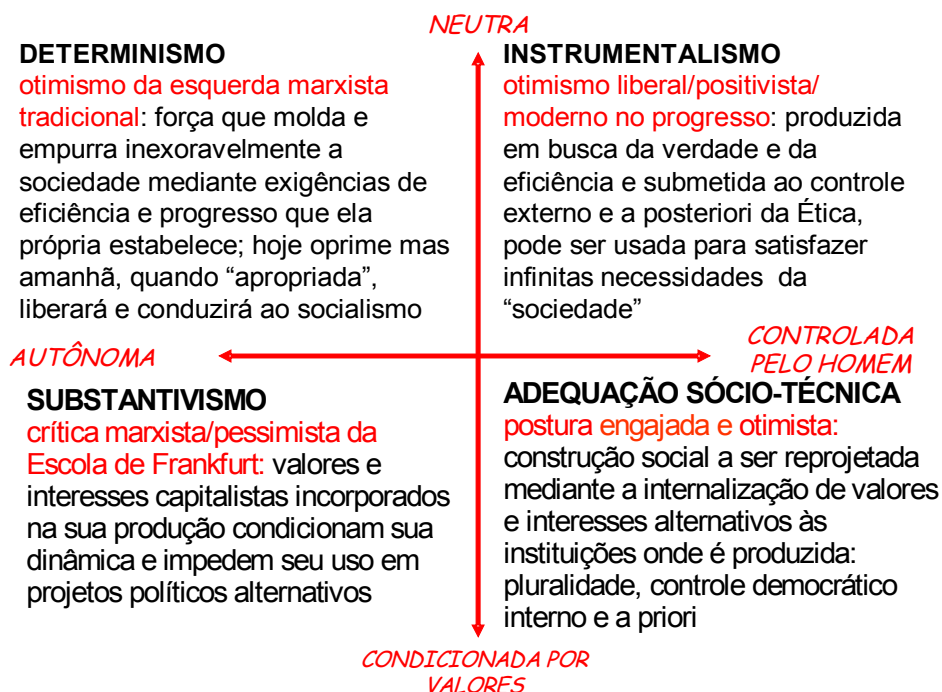 NEUTRA
DETERMINISMO
otimismo da esquerda marxista
tradicional: força que molda e
empurra inexoravelmente a
sociedade mediante exigências de
eficiência e progresso que ela
própria estabelece; hoje oprime mas
amanhã, quando “apropriada”,
liberará e conduzirá ao socialismo
INSTRUMENTALISMO
otimismo liberal/positivista/
moderno no progresso: produzida
em busca da verdade e da
eficiência e submetida ao controle
externo e a posteriori da Ética,
pode ser usada para satisfazer
infinitas necessidades da
“sociedade”
AUTÔNOMA
CONTROLADA
PELO HOMEM
SUBSTANTIVISMO
crítica marxista/pessimista da
Escola de Frankfurt: valores e
interesses capitalistas incorporados
na sua produção condicionam sua
dinâmica e impedem seu uso em
projetos políticos alternativos
ADEQUAÇÃO SÓCIO-TÉCNICA
postura engajada e otimista:
construção social a ser reprojetada
mediante a internalização de valores
e interesses alternativos às
instituições onde é produzida:
pluralidade, controle democrático
interno e a priori
CONDICIONADA POR
VALORES